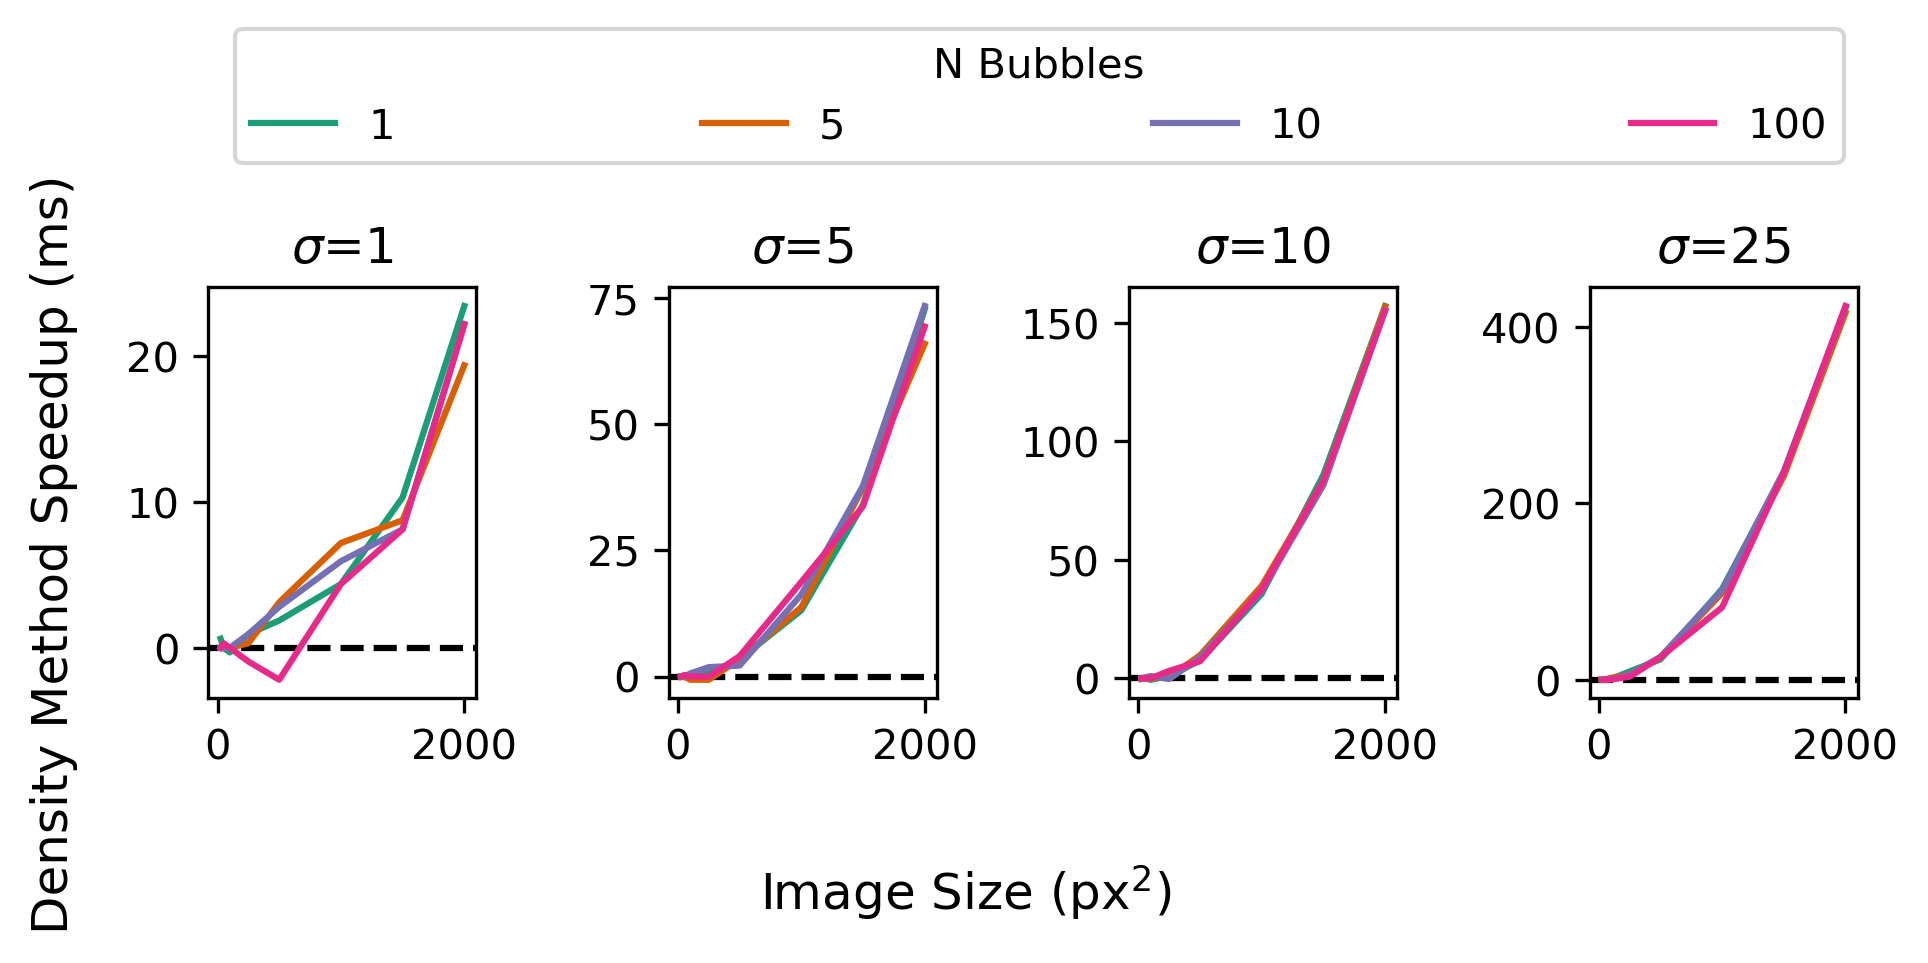 N Bubbles
1 5 10 100
Density Method Speedup (ms)
σ=1 σ=5 σ=10 σ=25
20
10
0
75
50
25
0
150
100
50
0
400
200
0
0 2000 0 2000 0 2000 0 2000
Image Size (px²)